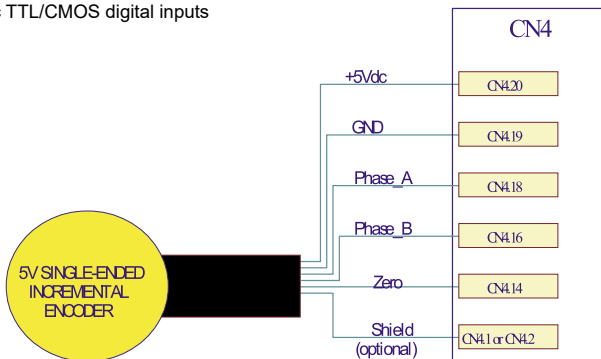 TTL/CMOS digital inputs
CN4
+5Vdc
CN4.20
GND
CN4.19
Phase_A
CN4.18
Phase_B
CN4.16
Zero
CN4.14
Shield
(optional)
CN4.1 or CN4.2
5V SINGLE-ENDED
INCREMENTAL
ENCODER